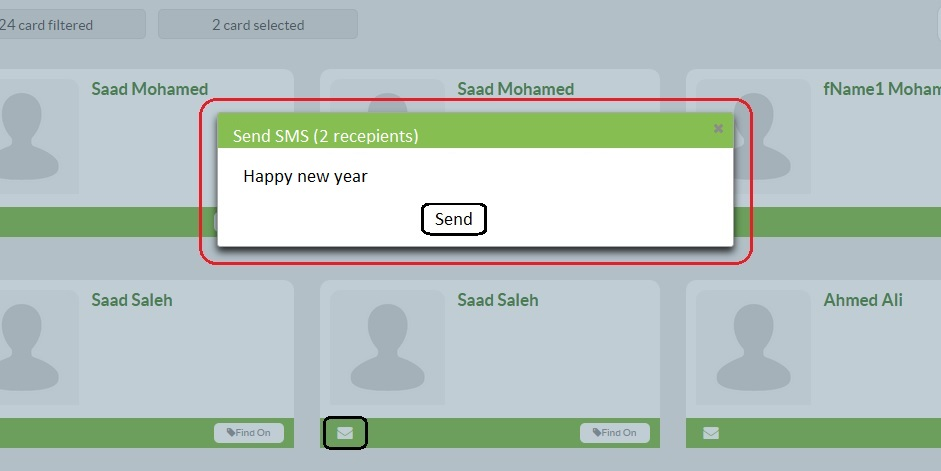 24 card filtered
2 card selected
Saad Mohamed
Saad Mohamed
fName1 Moham
Send SMS (2 recepients)
Happy new year
Send
Saad Saleh
Saad Saleh
Ahmed Ali
Find On
Find On